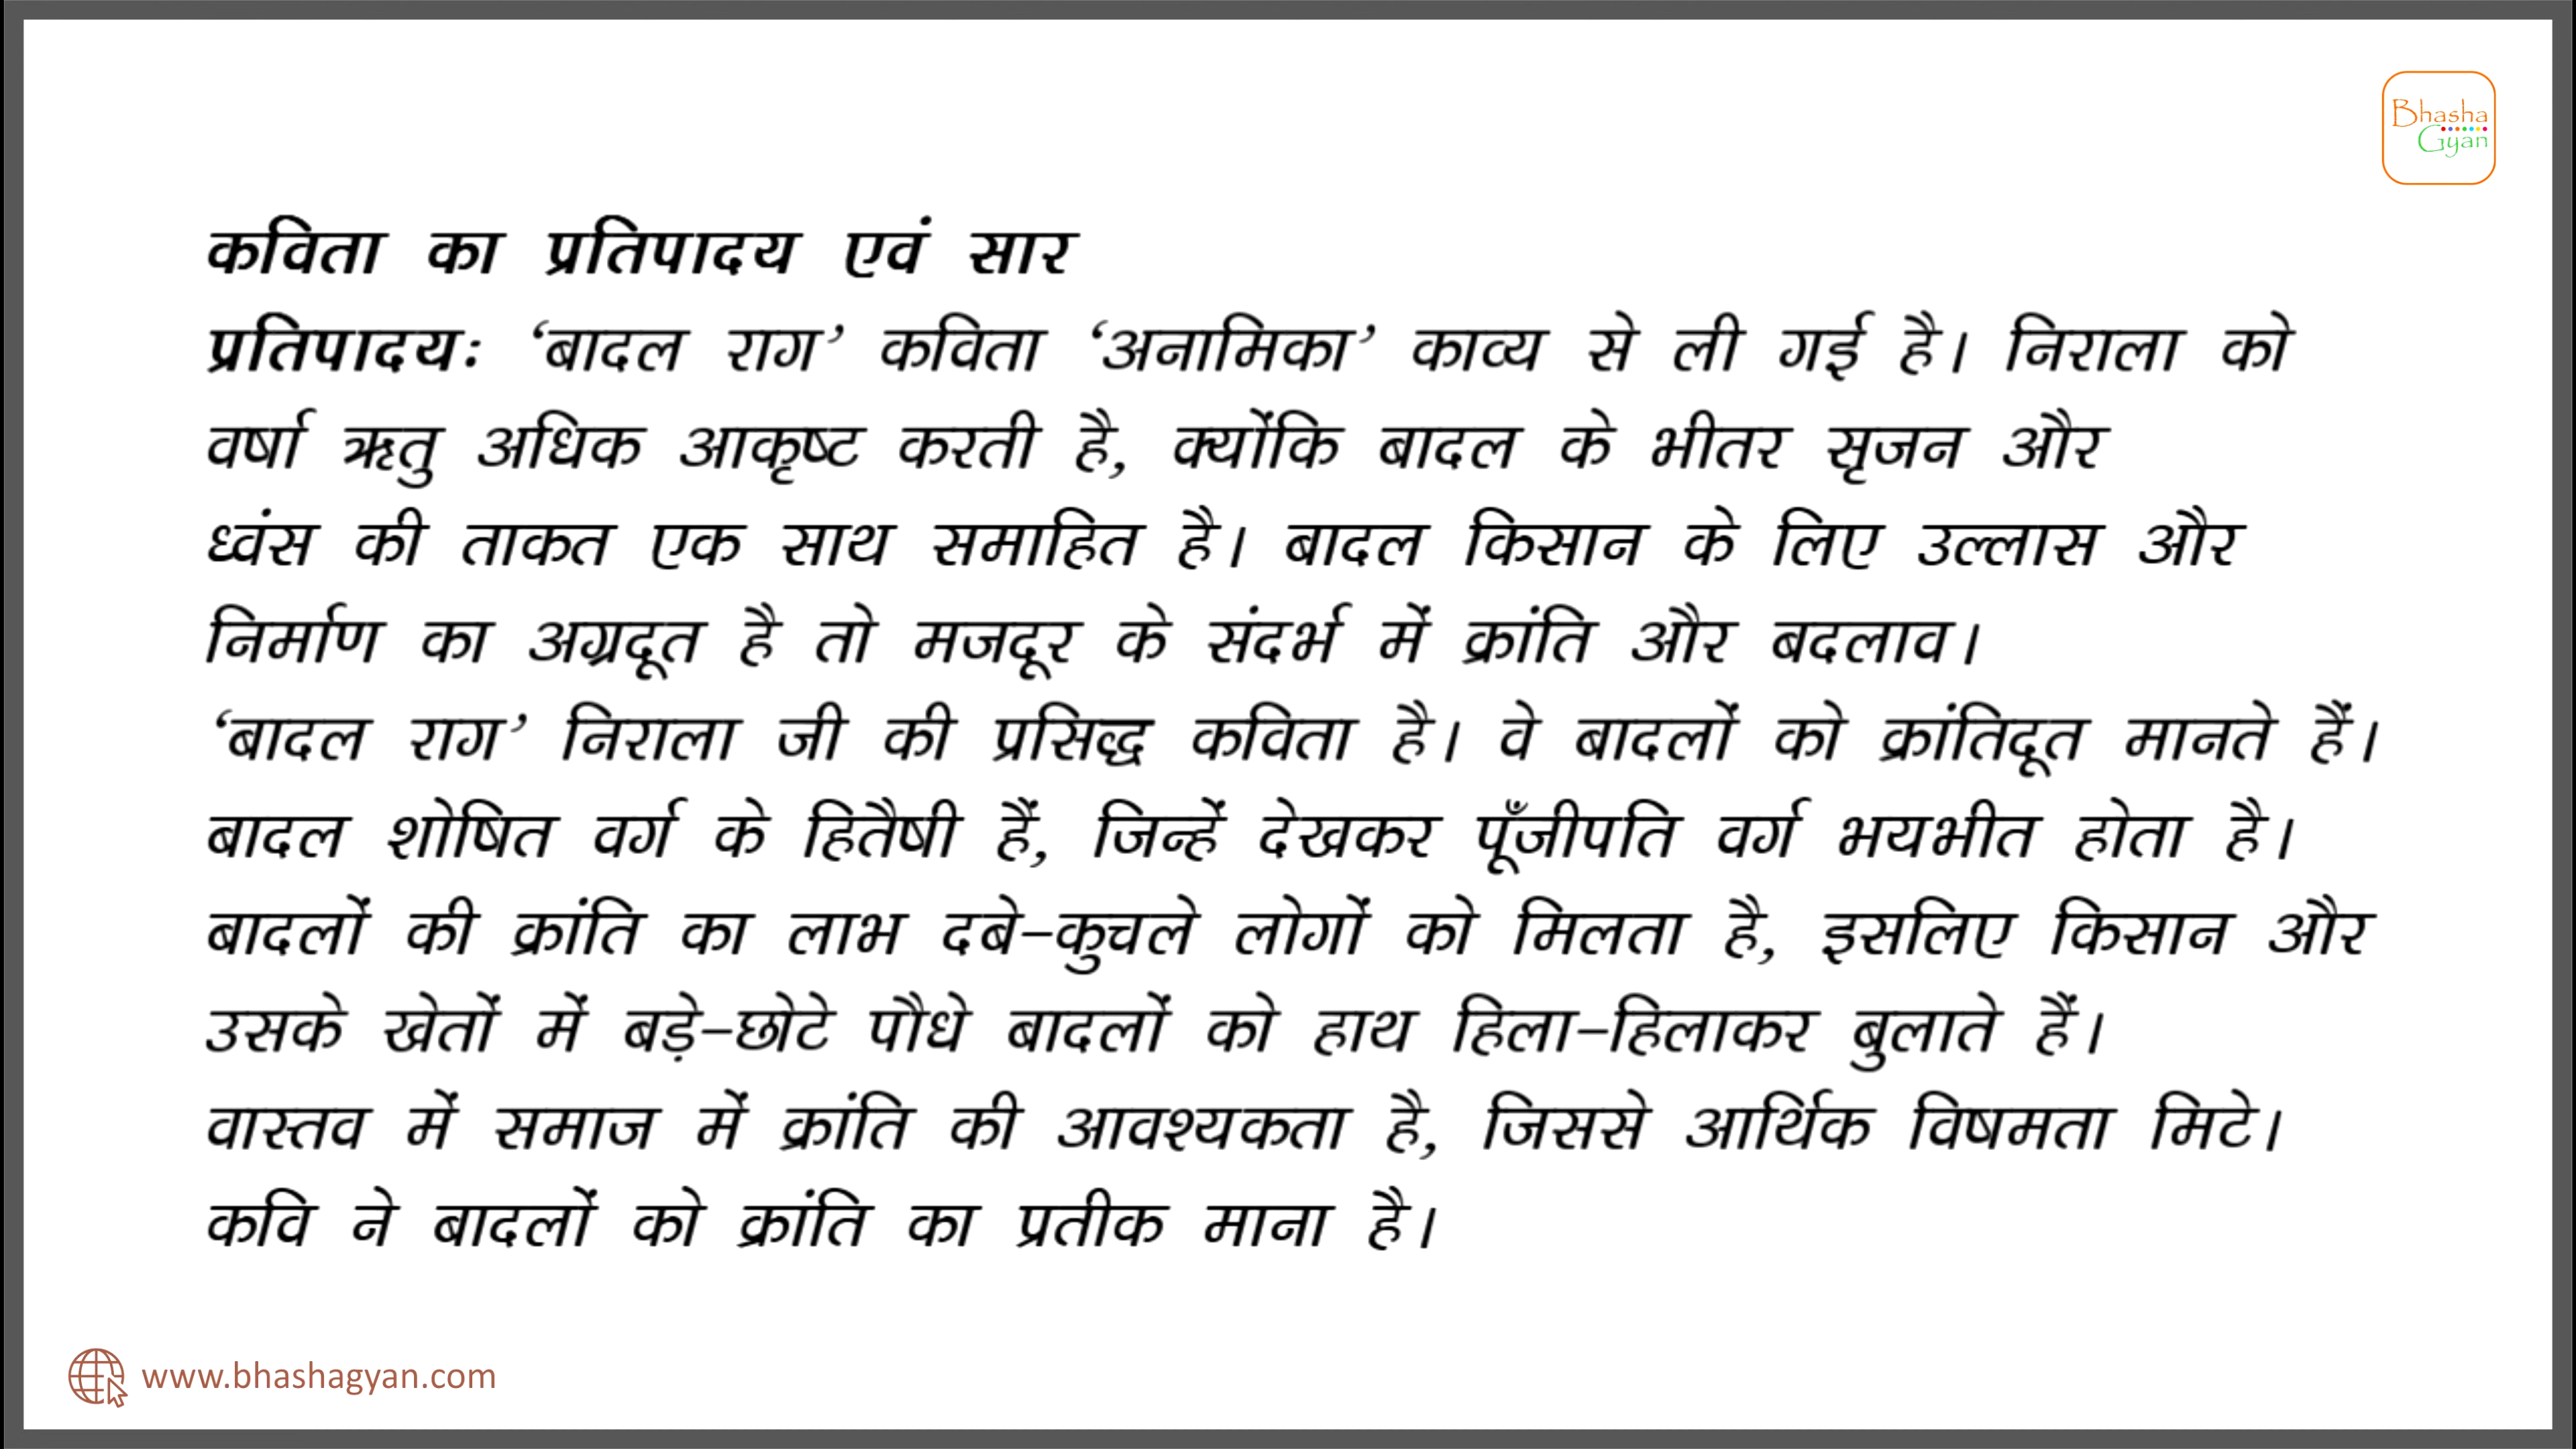 Bhasha
Gyan
कविता का प्रतिपादय एवं सार
प्रतिपादय: ‘बादल राग’ कविता ‘अनामिका’ काव्य से ली गई है। निराला को
वर्षा ऋतु अधिक आकृष्ट करती है, क्योंकि बादल के भीतर सृजन और
ध्वंस की ताकत एक साथ समाहित है। बादल किसान के लिए उल्लास और
निर्माण का अग्रदूत है तो मजदूर के संदर्भ में क्रांति और बदलाव।
‘बादल राग’ निराला जी की प्रसिद्ध कविता है। वे बादलों को क्रांतिदूत मानते हैं।
बादल शोषित वर्ग के हितैषी हैं, जिन्हें देखकर पूँजीपति वर्ग भयभीत होता है।
बादलों की क्रांति का लाभ दबे-कुचले लोगों को मिलता है, इसलिए किसान और
उसके खेतों में बड़े-छोटे पौधे बादलों को हाथ हिला-हिलाकर बुलाते हैं।
वास्तव में समाज में क्रांति की आवश्यकता है, जिससे आर्थिक विषमता मिटे।
कवि ने बादलों को क्रांति का प्रतीक माना है।
www.bhashagyan.com